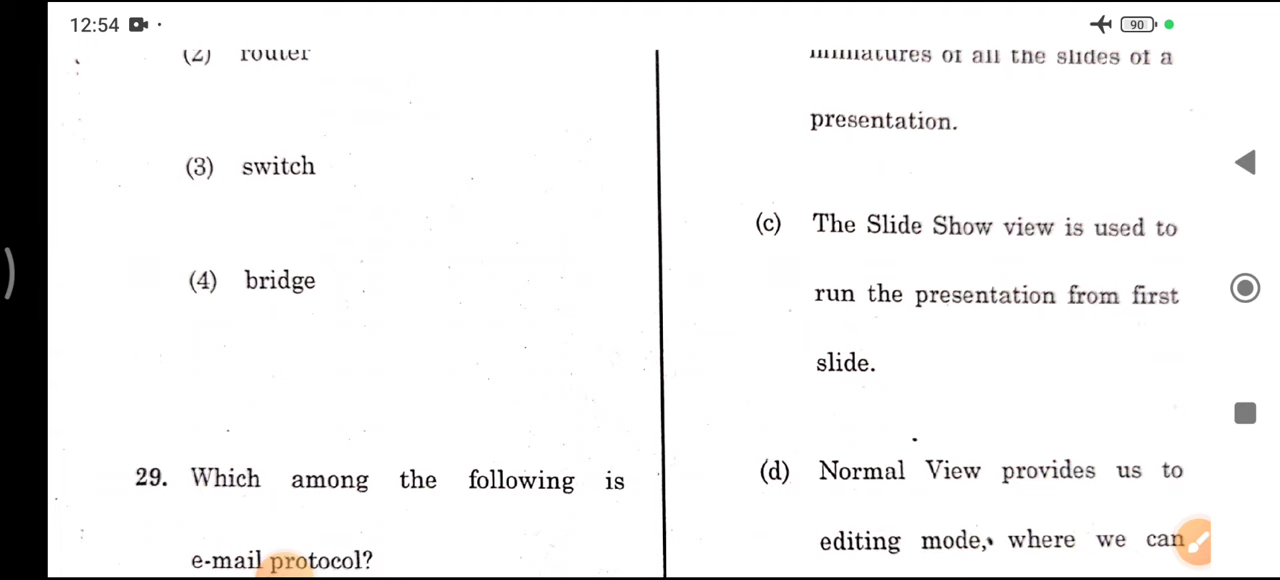 12:54
90
(2) router
(3) switch
(4) bridge
29. Which among the following is
e-mail protocol?
miniatures of all the slides of a
presentation.
(c) The Slide Show view is used to
run the presentation from first
slide.
(d) Normal View provides us to
editing mode, where we can